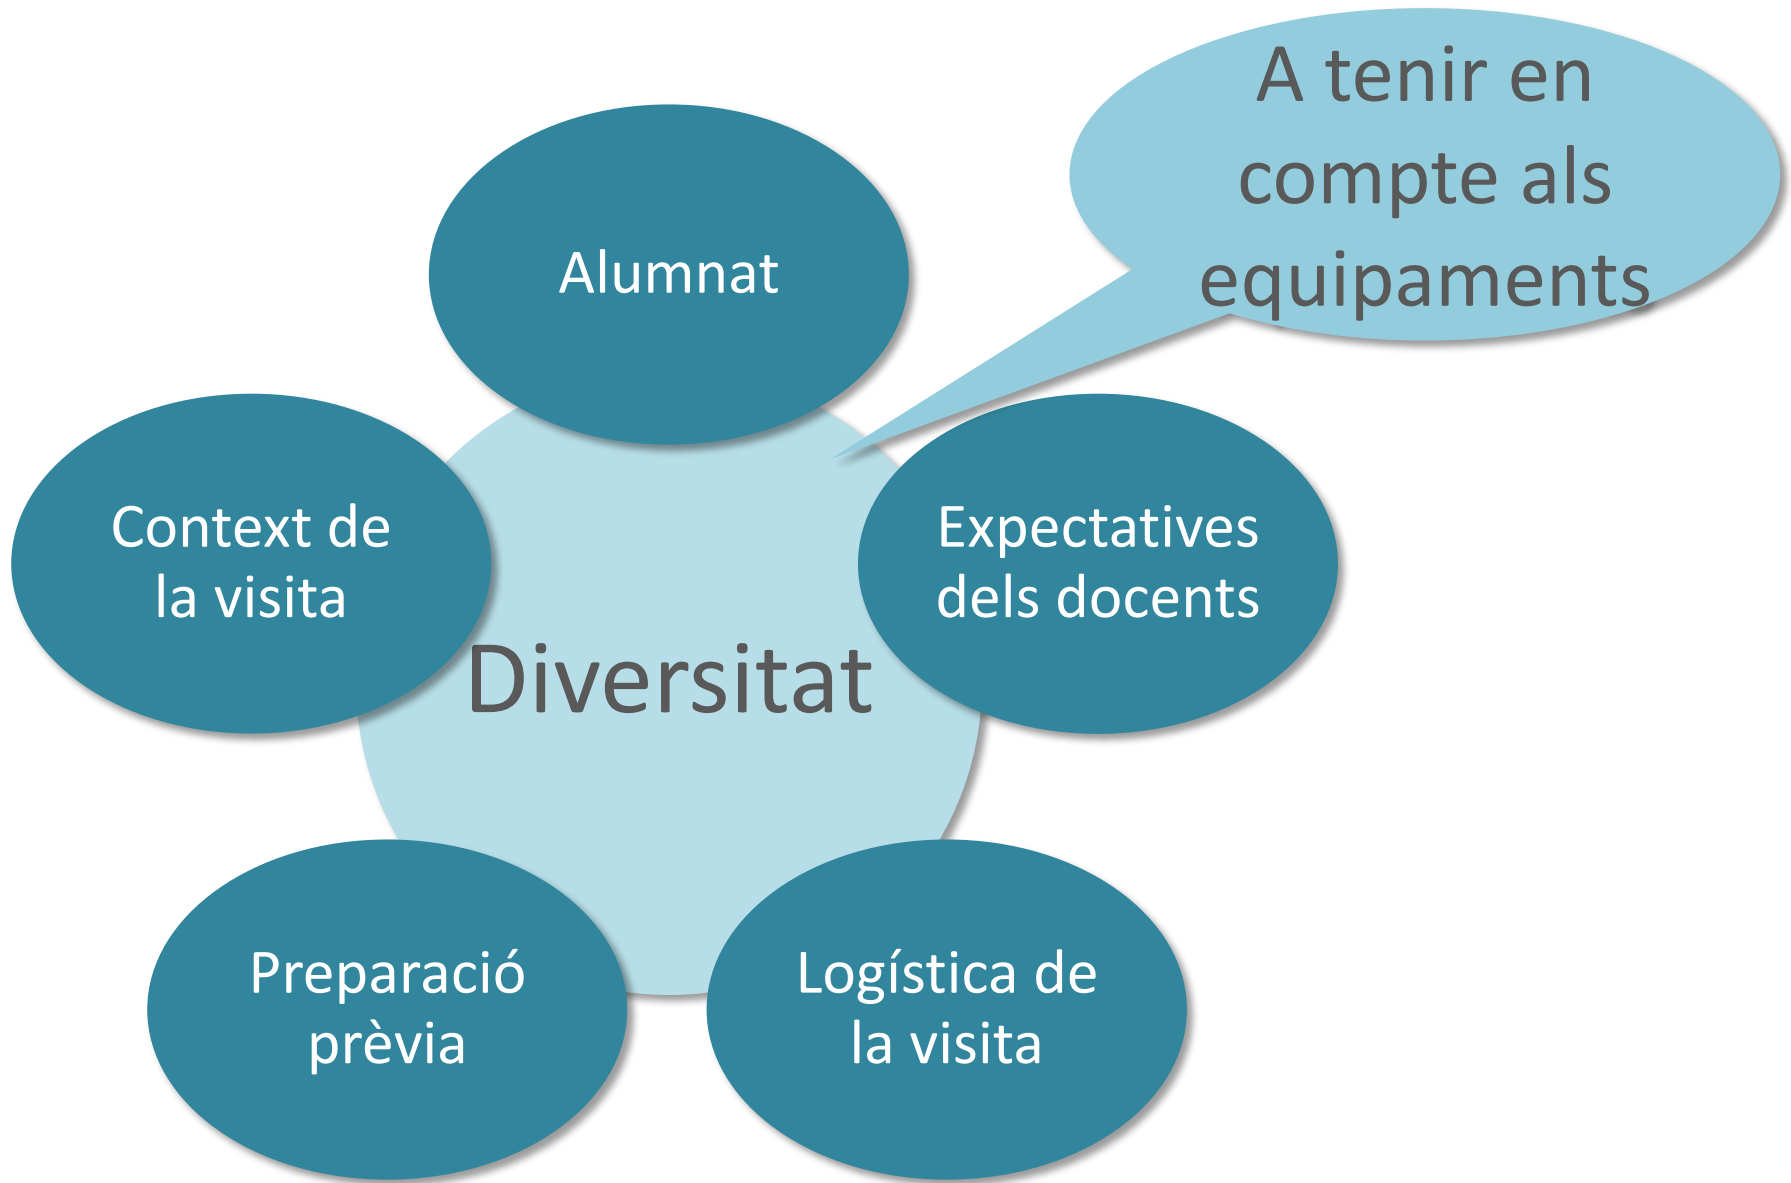 A tenir en
compte als
equipaments
Alumnat
Context de
la visita
Expectatives
dels docents
Diversitat
Preparació
prèvia
Logística de
la visita